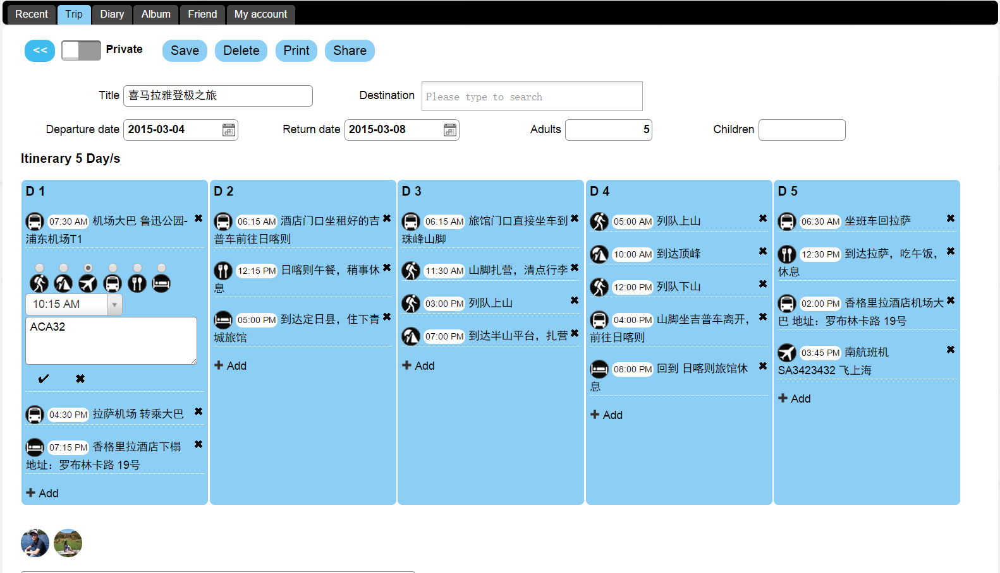 Recent Trip Diary Album Friend My account
<< Private Save Delete Print Share
Title 喜马拉雅登极之旅 Destination Please type to search
Departure date 2015-03-04 Return date 2015-03-08 Adults 5 Children
Itinerary 5 Day/s
D 1
07:30 AM 机场大巴 鲁迅公园-
浦东机场T1
10:15 AM
ACA32
04:30 PM 拉萨机场 转乘大巴
07:15 PM 香格里拉酒店下榻
地址：罗布林卡路 19号
Add
D 2
06:15 AM 酒店门口坐租好的吉
普车前往日喀则
12:15 PM 日喀则午餐，稍事休
息
05:00 PM 到达定日县，住下青
城旅馆
Add
D 3
06:15 AM 旅馆门口直接坐车到
珠峰山脚
11:30 AM 山脚扎营，清点行李
03:00 PM 列队上山
07:00 PM 到达半山平台，扎营
Add
D 4
05:00 AM 列队上山
10:00 AM 到达顶峰
12:00 PM 列队下山
04:00 PM 山脚坐吉普车离开，
前往日喀则
08:00 PM 回到 日喀则旅馆休
息
Add
D 5
06:30 AM 坐班车回拉萨
12:30 PM 到达拉萨，吃午饭，
休息
02:00 PM 香格里拉酒店机场大
巴 地址：罗布林卡路 19号
03:45 PM 南航班机
SA3423432 飞上海
Add